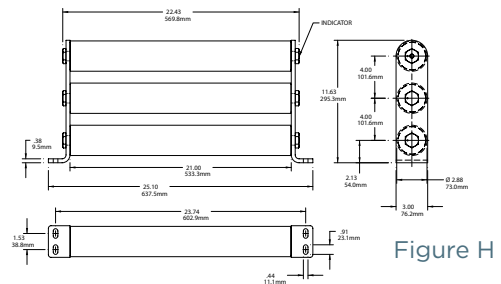 22.43
569.8mm
INDICATOR
4.00
101.6mm
11.63
295.3mm
4.00
101.6mm
.38
9.5mm
21.00
533.3mm
2.13
54.0mm
Ø 2.88
73.0mm
25.10
637.5mm
3.00
76.2mm
23.74
602.9mm
1.53
38.8mm
.91
23.1mm
.44
11.1mm
Figure H